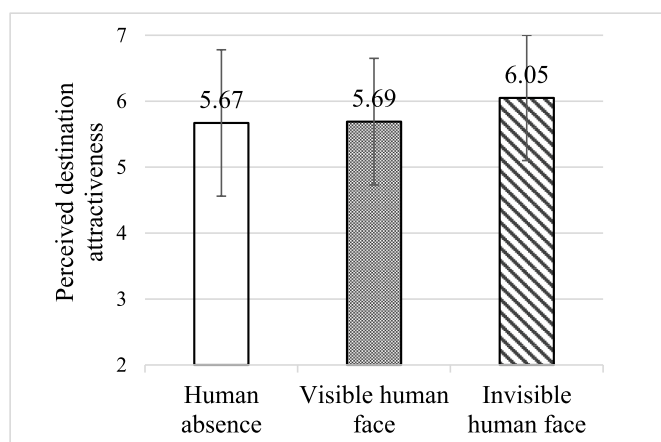 7
6
5
4
3
2
Perceived destination
attractiveness
5.67
5.69
6.05
Human
absence
Visible human
face
Invisible
human face